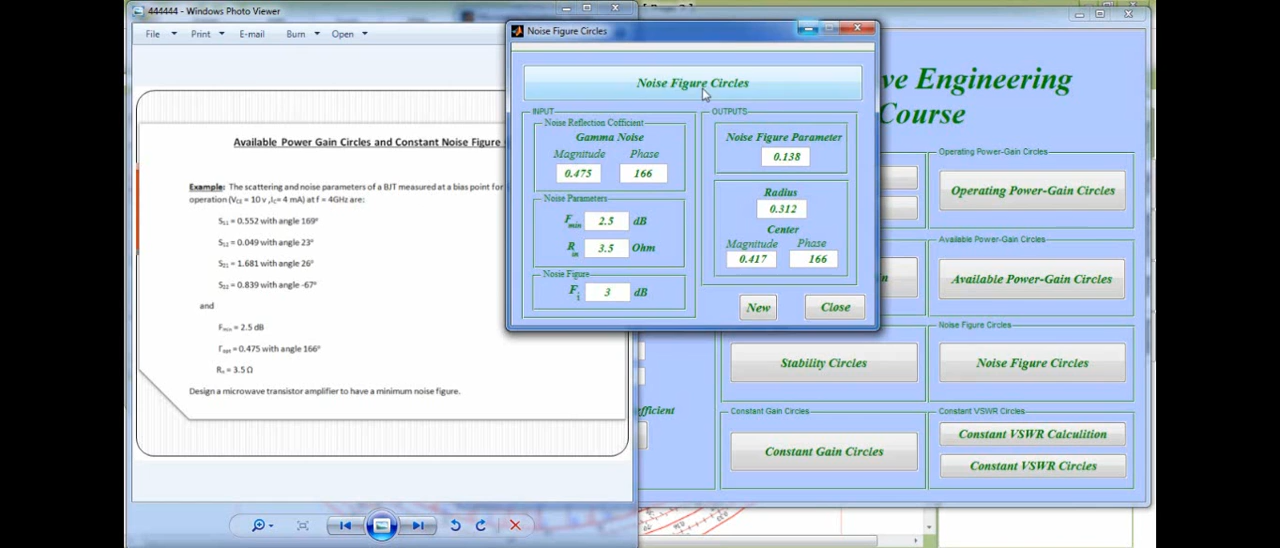 444444 - Windows Photo Viewer
File
Print
E-mail
Burn
Open
Available Power Gain Circles and Constant Noise Figure
Example: The scattering and noise parameters of a BJT measured at a bias point for
operation (VCE = 10 v ,IC= 4 mA) at f = 4GHz are:
S11 = 0.552 with angle 169°
S12 = 0.049 with angle 23°
S21 = 1.681 with angle 26°
S22 = 0.839 with angle -67°
and
Fmin = 2.5 dB
Γopt = 0.475 with angle 166°
Rn = 3.5 Ω
Design a microwave transistor amplifier to have a minimum noise figure.
Noise Figure Circles
Noise Figure Circles
INPUT
Noise Reflection Cofficient
Gamma Noise
Magnitude Phase
0.475 166
Noise Parameters
F min 2.5 dB
R in 3.5 Ohm
Noise Figure
F i 3 dB
OUTPUTS
Noise Figure Parameter
0.138
Radius
0.312
Center
Magnitude Phase
0.417 166
New Close
ve Engineering
Course
Operating Power-Gain Circles
Operating Power-Gain Circles
Available Power-Gain Circles
Available Power-Gain Circles
Noise Figure Circles
Stability Circles
Noise Figure Circles
efficient
Constant Gain Circles
Constant Gain Circles
Constant VSWR Circles
Constant VSWR Calculition
Constant VSWR Circles